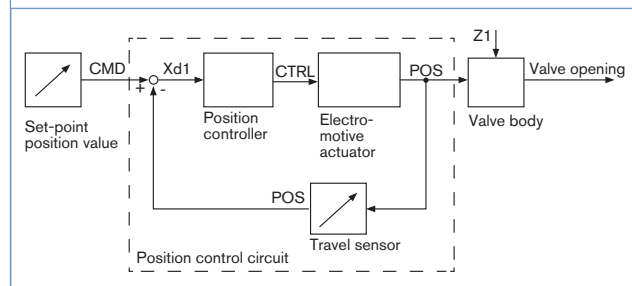 Z1
CMD
Xd1
CTRL
POS
Valve opening
+
-
Set-point
position value
Position
controller
Electro-
motive
actuator
Valve body
POS
Travel sensor
Position control circuit